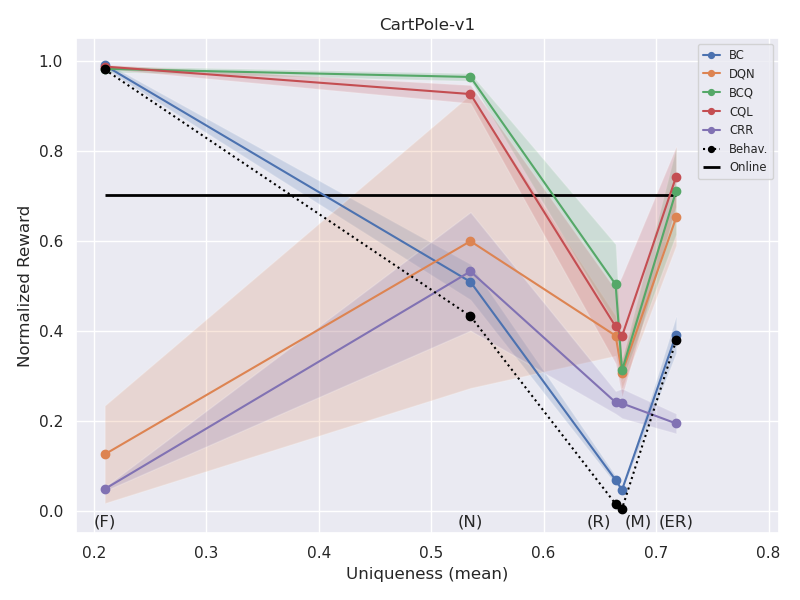 CartPole-v1
Normalized Reward
1.0
0.8
0.6
0.4
0.2
0.0
BC
DQN
BCQ
CQL
CRR
Behav.
Online
(F) (N) (R) (M) (ER)
0.2 0.3 0.4 0.5 0.6 0.7 0.8
Uniqueness (mean)